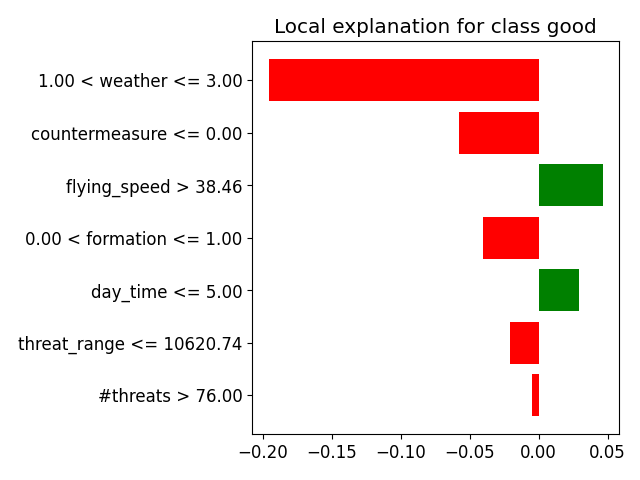 Local explanation for class good
1.00 < weather <= 3.00
countermeasure <= 0.00
flying_speed > 38.46
0.00 < formation <= 1.00
day_time <= 5.00
threat_range <= 10620.74
#threats > 76.00
−0.20 −0.15 −0.10 −0.05 0.00 0.05